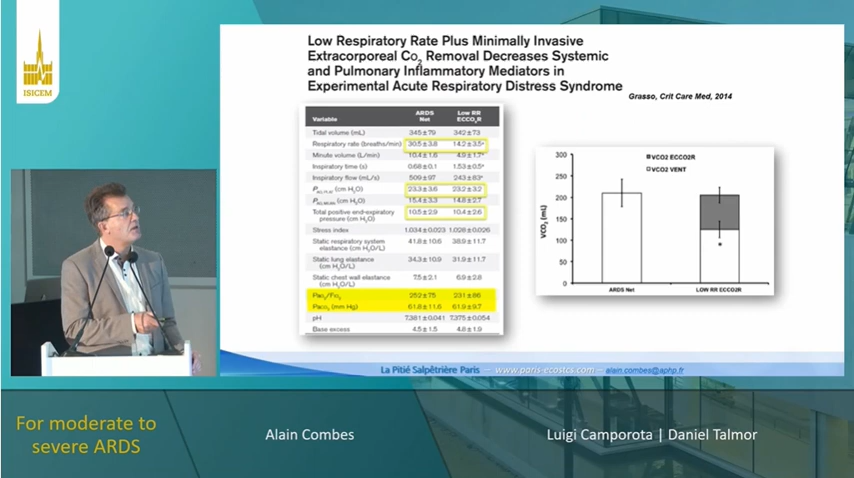 ISICEM
Low Respiratory Rate Plus Minimally Invasive
Extracorporeal Co2 Removal Decreases Systemic
and Pulmonary Inflammatory Mediators in
Experimental Acute Respiratory Distress Syndrome
Grasso, Crit Care Med, 2014
Variable ARDS Net Low RR ECCO2R
Tidal volume (mL) 345±79 342±73
Respiratory rate (breaths/min) 30.5±3.8 14.2±3.5*
Minute volume (L/min) 10.4±1.6 4.9±1.7*
Inspiratory time (s) 0.68±0.1 1.53±0.5*
Inspiratory flow (mL/s) 509±97 243±83*
(cm H2O) 23.3±3.6 23.2±3.2
(cm H2O) 15.4±3.3 14.8±2.7
Total positive end-expiratory
pressure (cm H2O) 10.5±2.9 10.4±2.6
Stress index 1.034±0.023 1.028±0.026
Static respiratory system
elastance (cm H2O/L) 41.8±10.6 38.9±11.7
Static lung elastance
(cm H2O/L) 34.3±10.9 31.9±11.7
Static chest wall elastance
(cm H2O/L) 7.5±2.1 6.9±2.8
Pao2/Fio2 252±75 231±86
Paco2 (mm Hg) 61.8±11.6 61.9±9.7
pH 7.381±0.041 7.375±0.054
Base excess 4.5±1.5 4.8±1.9
VCO2 ECCO2R
VCO2 VENT
VCO2 (mL)
300
250
200
150
100
50
0
*
ARDS Net LOW RR ECCO2R
La Pitié Salpêtrière Paris – www.paris-ecostcs.com – alain.combes@aphp.fr
For moderate to
severe ARDS
Alain Combes
Luigi Camporota | Daniel Talmor